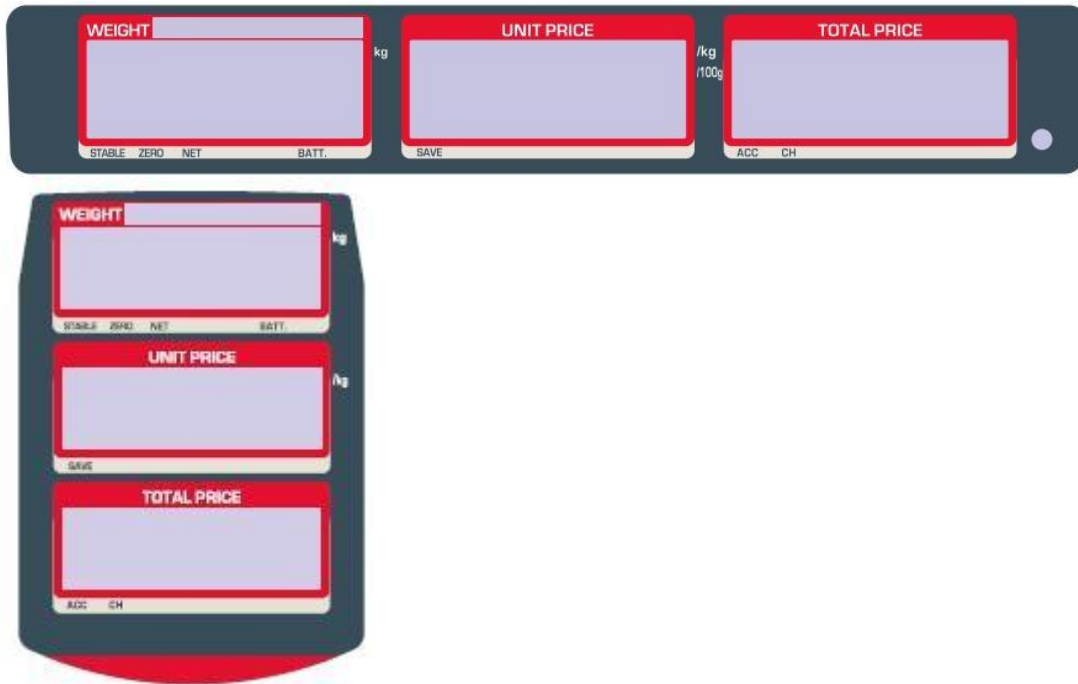 WEIGHT UNIT PRICE TOTAL PRICE
kg /kg
/100g
STABLE ZERO NET BATT. SAVE ACC CH
WEIGHT
kg
STABLE ZERO NET BATT.
UNIT PRICE
/kg
SAVE
TOTAL PRICE
ACC CH